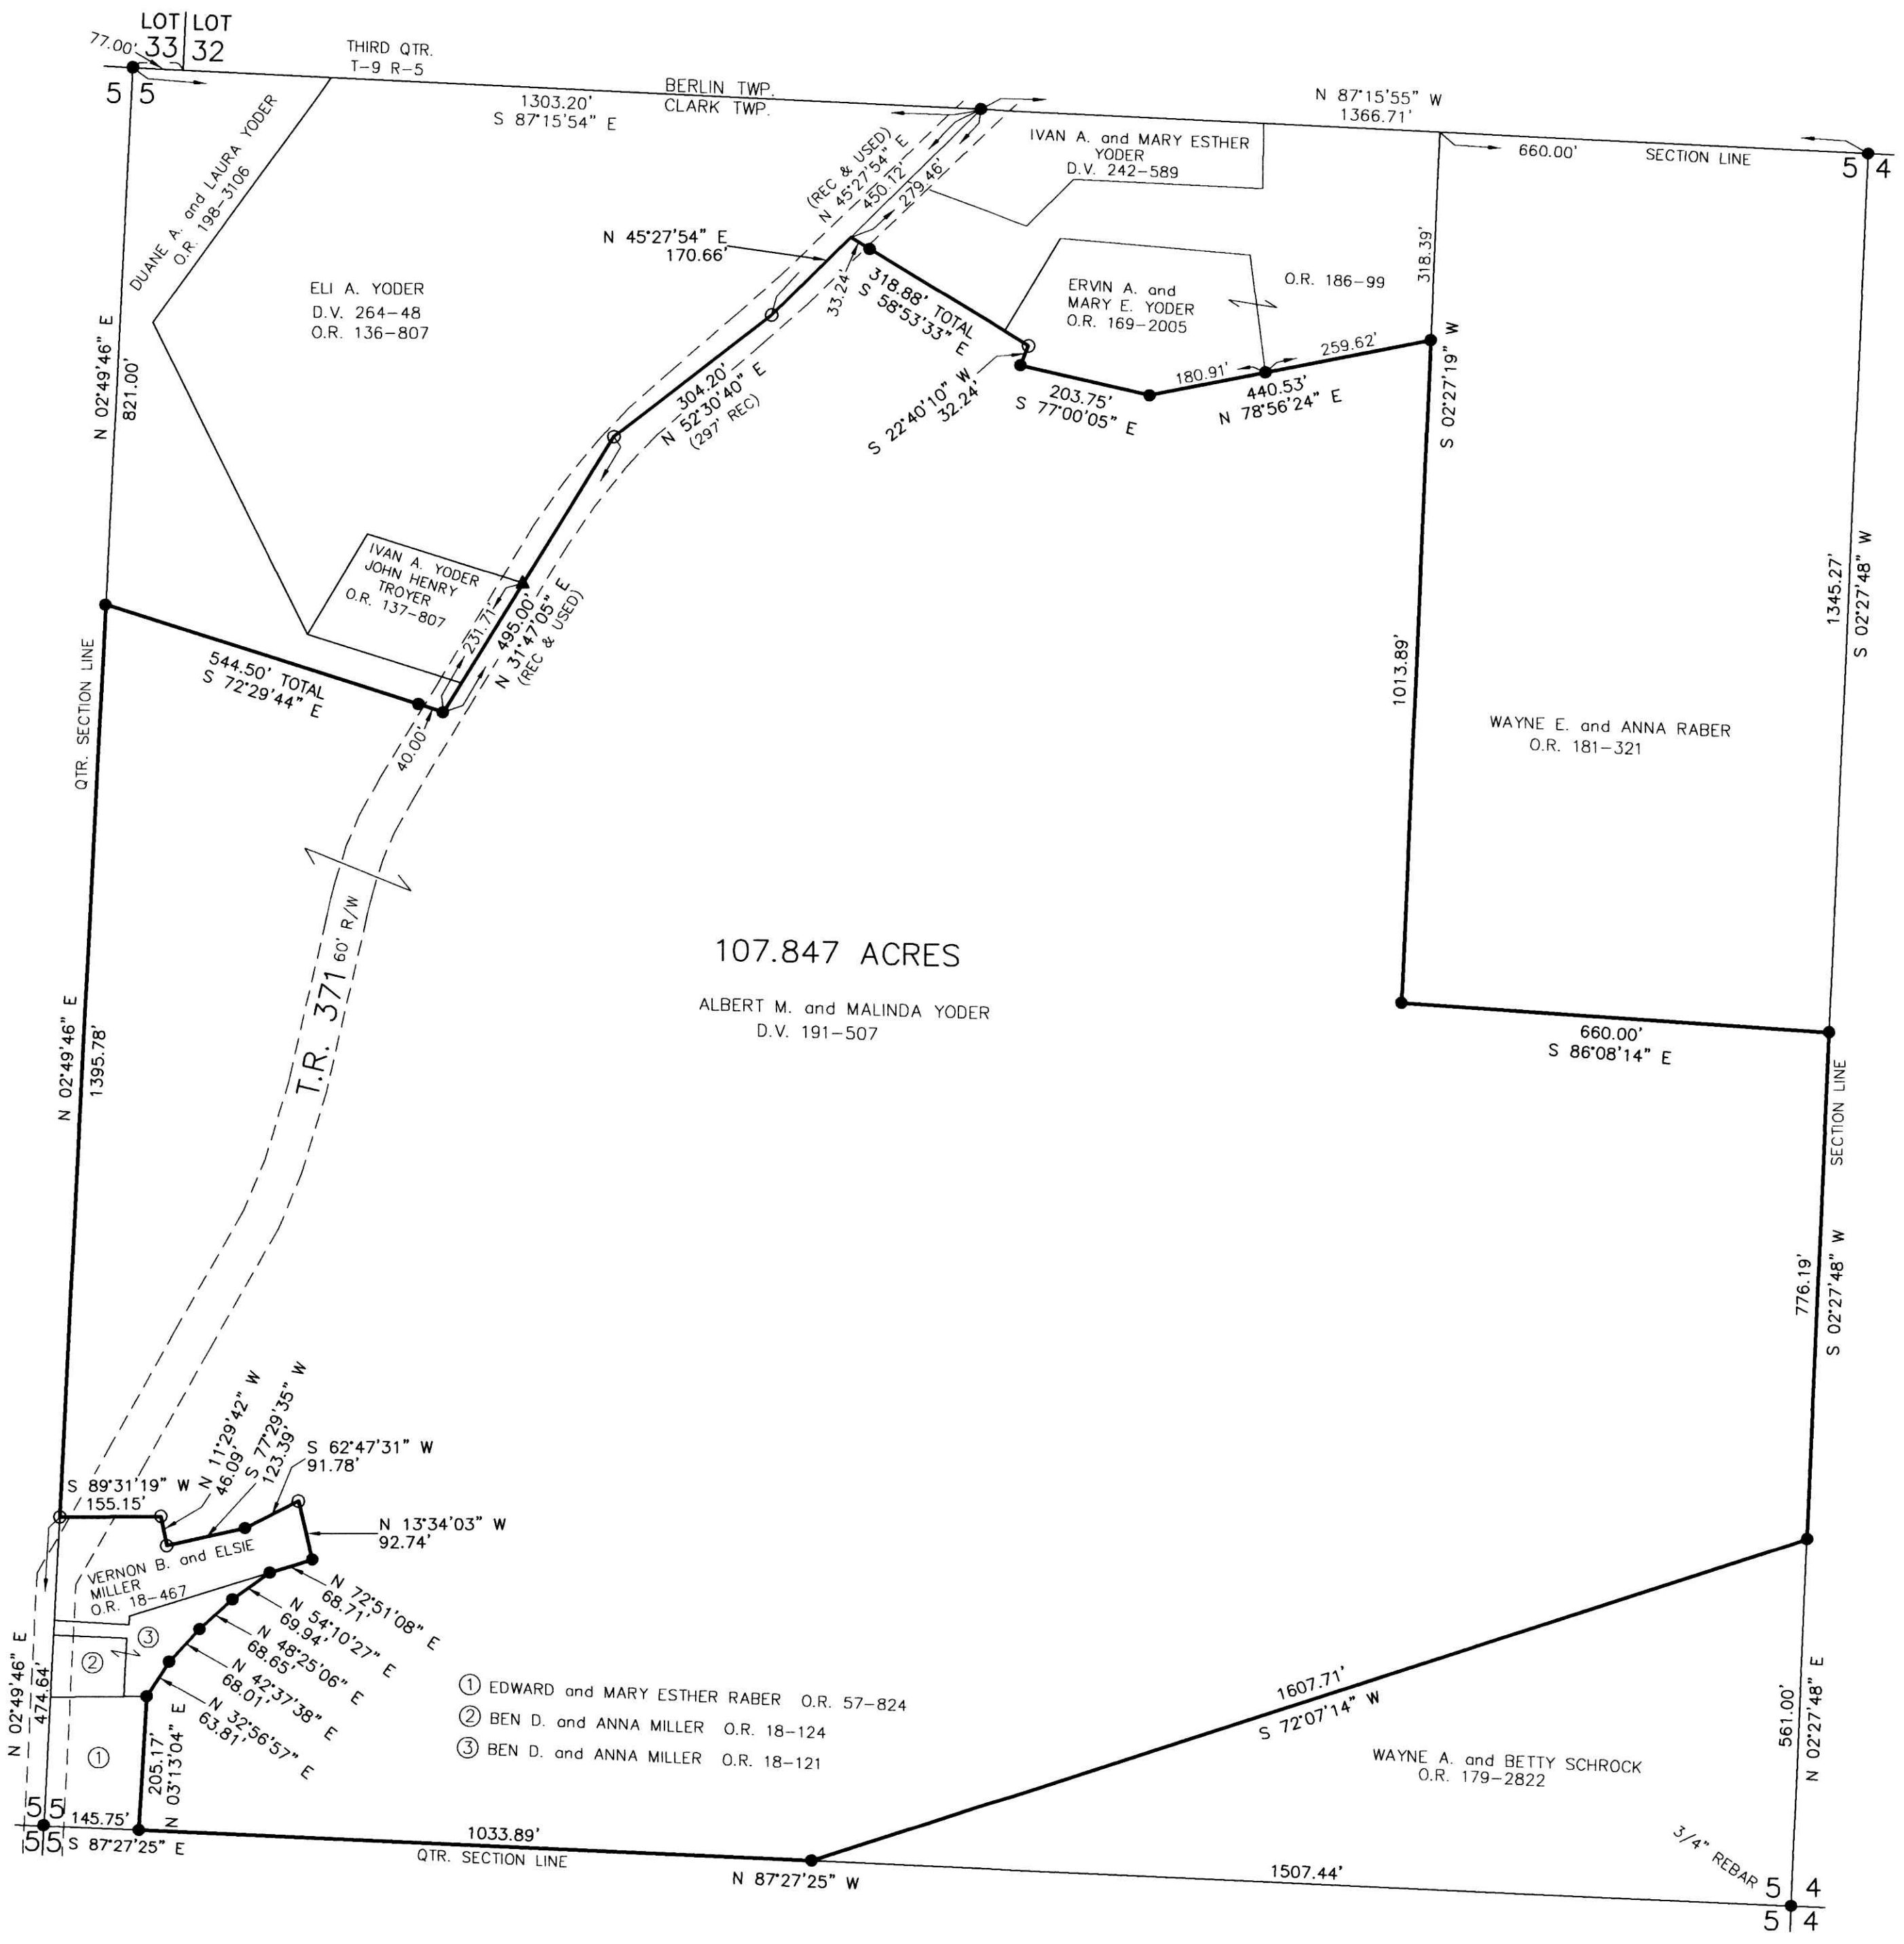 LOT LOT
33 32
77.00'
THIRD QTR.
T-9 R-5
5 5
BERLIN TWP.
CLARK TWP.
1303.20'
S 87°15'54" E
N 87°15'55" W
1366.71'
660.00'
SECTION LINE
5 4
DUANE A. and LAURA YODER
O.R. 198-3106
IVAN A. and MARY ESTHER
YODER
D.V. 242-589
(REC & USED)
N 45°27'54" E
450.12'
279.46'
N 45°27'54" E
170.66'
33.24'
318.88' TOTAL
S 58°53'33" E
ELI A. YODER
D.V. 264-48
O.R. 136-807
ERVIN A. and
MARY E. YODER
O.R. 169-2005
O.R. 186-99
318.39'
N 02°49'46" E
821.00'
304.20'
N 52°30'40" E
(297' REC)
S 22°40'10" W
32.24'
203.75'
S 77°00'05" E
180.91'
259.62'
440.53'
N 78°56'24" E
S 02°27'19" W
1013.89'
1345.27'
S 02°27'48" W
IVAN A. YODER
JOHN HENRY
TROYER
O.R. 137-807
231.71'
495.00'
N 31°47'05" E
(REC & USED)
QTR. SECTION LINE
544.50' TOTAL
S 72°29'44" E
40.00'
WAYNE E. and ANNA RABER
O.R. 181-321
T.R. 371 60' R/W
107.847 ACRES
ALBERT M. and MALINDA YODER
D.V. 191-507
N 02°49'46" E
1395.78'
660.00'
S 86°08'14" E
SECTION LINE
776.19'
S 02°27'48" W
N 11°29'42" W
46.09'
S 77°29'35" W
123.39'
S 62°47'31" W
91.78'
S 89°31'19" W
155.15'
N 13°34'03" W
92.74'
VERNON B. and ELSIE
MILLER
O.R. 18-467
N 72°51'08" E
68.71'
N 54°10'27" E
69.94'
N 48°25'06" E
68.65'
N 42°37'38" E
68.01'
N 32°56'57" E
63.81'
3
2
1
N 02°49'46" E
474.64'
205.17'
N 03°13'04" E
1 EDWARD and MARY ESTHER RABER O.R. 57-824
2 BEN D. and ANNA MILLER O.R. 18-124
3 BEN D. and ANNA MILLER O.R. 18-121
1607.71'
S 72°07'14" W
WAYNE A. and BETTY SCHROCK
O.R. 179-2822
561.00'
N 02°27'48" E
5 5
5 5
145.75'
S 87°27'25" E
1033.89'
QTR. SECTION LINE
N 87°27'25" W
1507.44'
3/4" REBAR
5 4
5 4